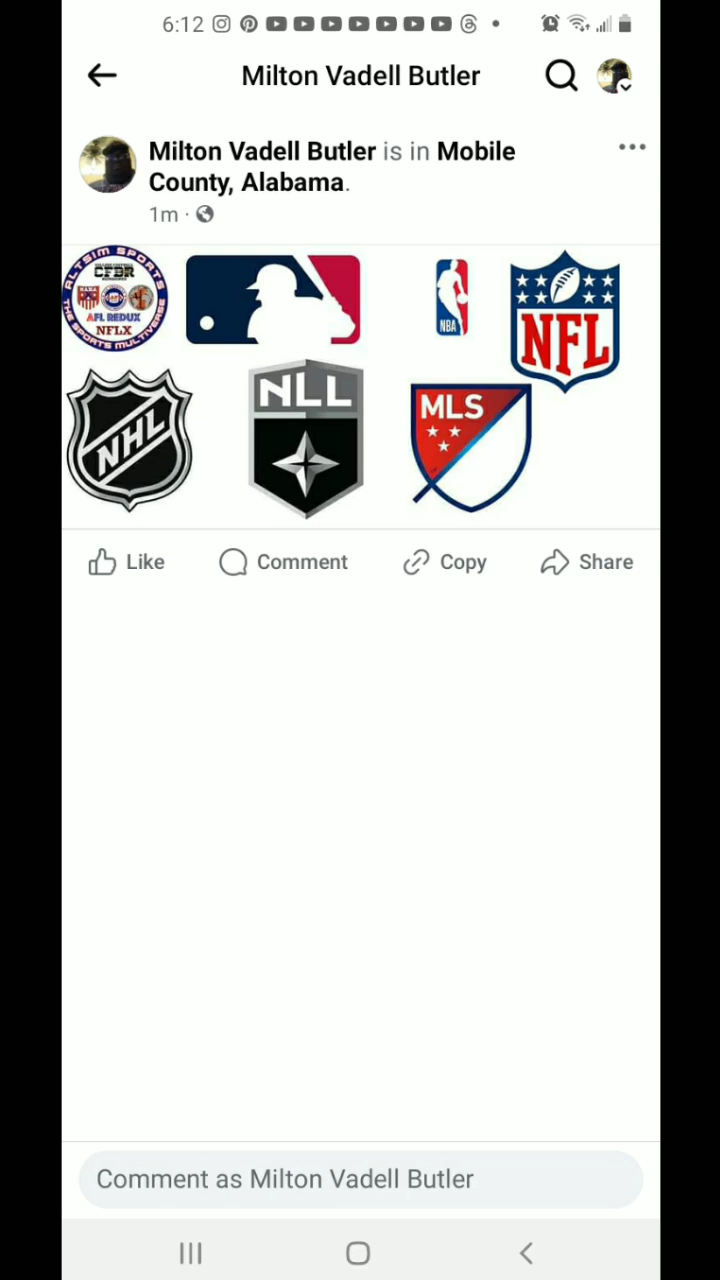 6:12
Milton Vadell Butler
Milton Vadell Butler is in Mobile
County, Alabama.
1m ·
ALTSIM SPORTS
CFBR
AFL REDUX
NFLX
THE SPORTS MULTIVERSE
NBA
NFL
NHL
NLL
MLS
Like
Comment
Copy
Share
Comment as Milton Vadell Butler